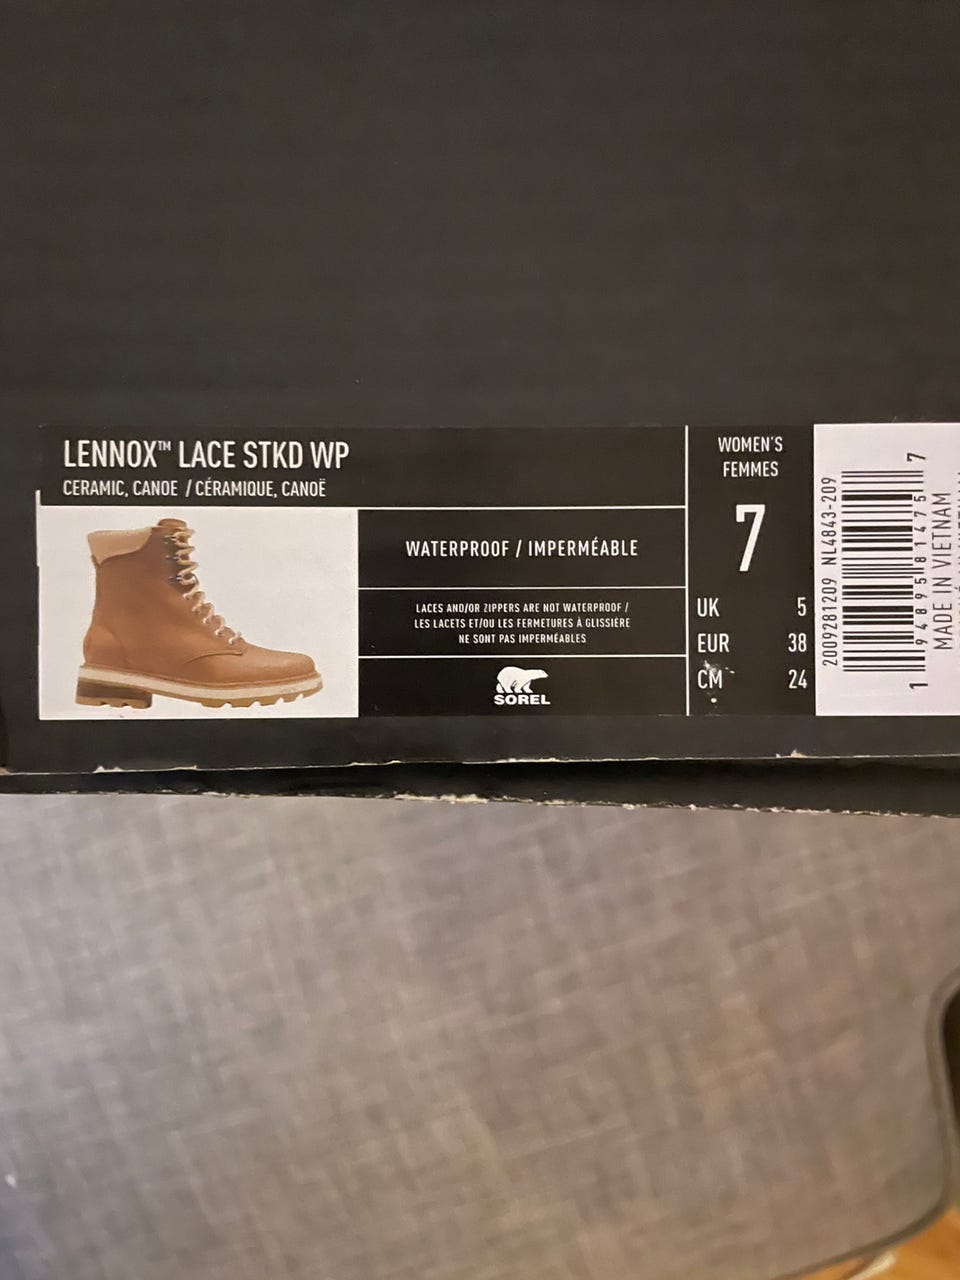 LENNOX™ LACE STKD WP
CERAMIC, CANOE / CÉRAMIQUE, CANOË
WATERPROOF / IMPERMÉABLE
LACES AND/OR ZIPPERS ARE NOT WATERPROOF /
LES LACETS ET/OU LES FERMETURES À GLISSIÈRE
NE SONT PAS IMPERMÉABLES
SOREL
WOMEN'S
FEMMES
7
UK 5
EUR 38
CM 24
2009281209 NL4843-209
1 94895 81475 7
MADE IN VIETNAM